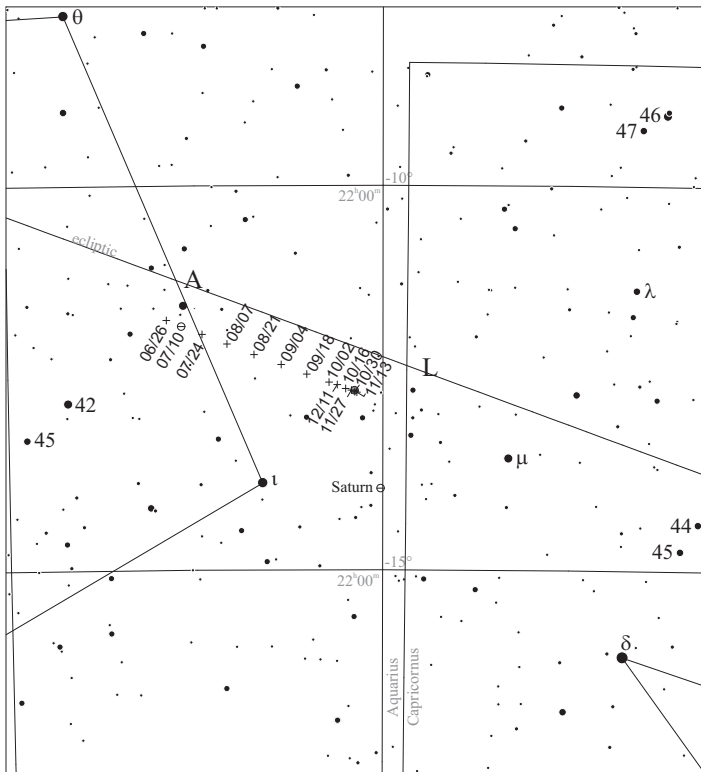 θ
46
47
-10°
22ʰ00ᵐ
ecliptic
A
λ
06/26
07/10
07/24
08/07
08/21
09/04
09/18
10/02
10/16
10/30
11/13
L
12/11
11/27
42
45
ι
μ
Saturn
44
45
-15°
22ʰ00ᵐ
δ
Aquarius
Capricornus